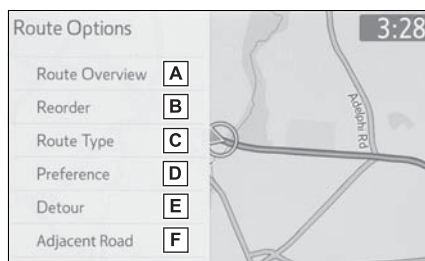 Route Options
3:28
Route Overview A
Reorder B
Route Type C
Preference D
Detour E
Adjacent Road F
Adelphi Rd